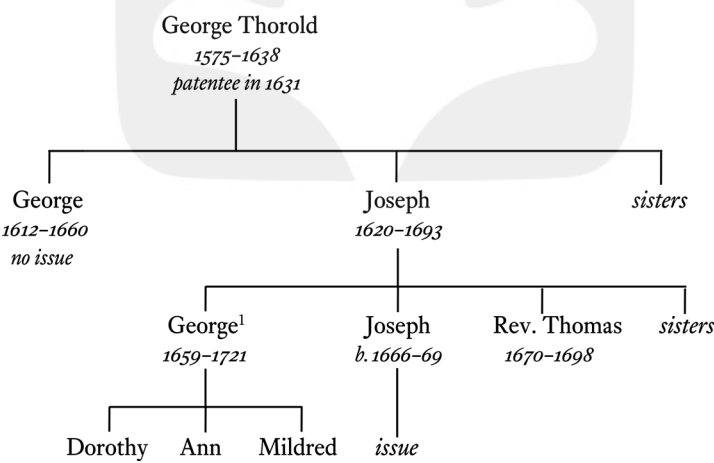 George Thorold
1575–1638
patentee in 1631
George Joseph sisters
1612–1660 1620–1693
no issue
George¹ Joseph Rev. Thomas sisters
1659–1721 b. 1666–69 1670–1698
Dorothy Ann Mildred issue